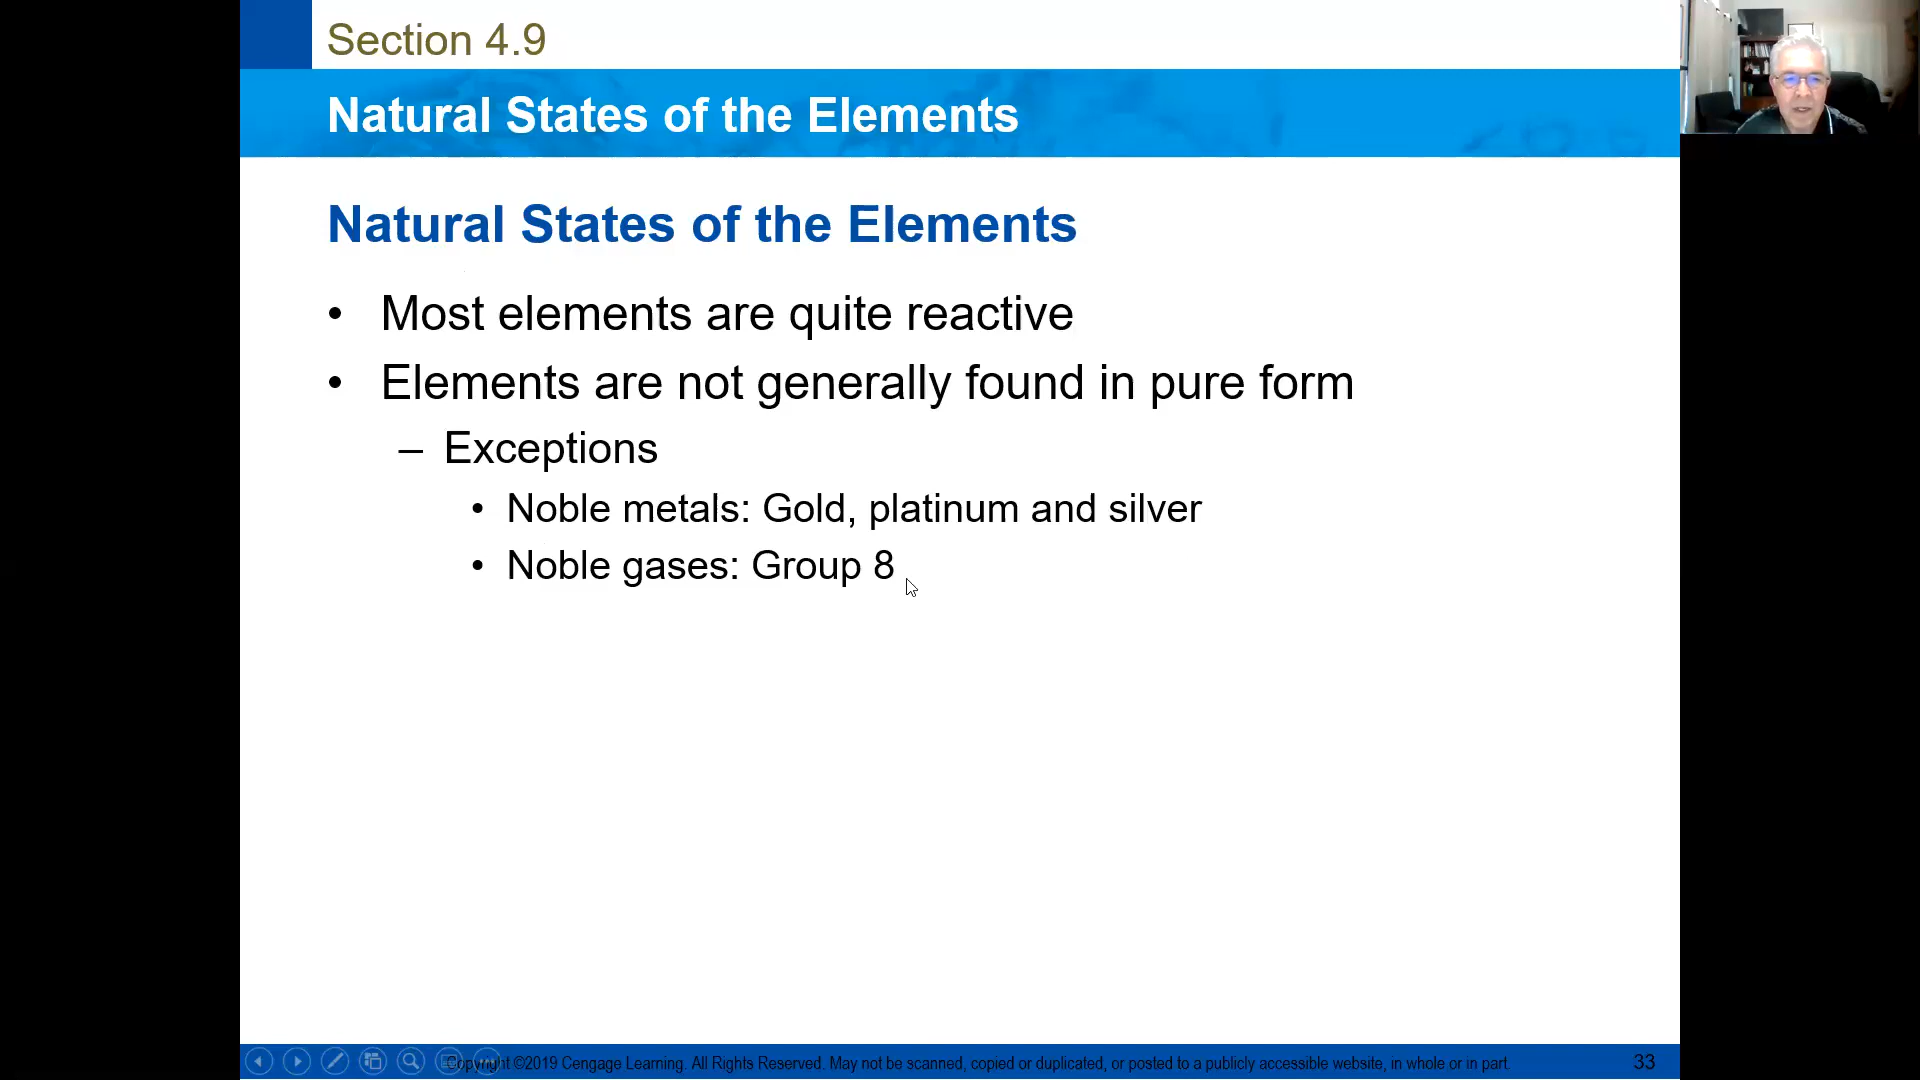 Section 4.9
Natural States of the Elements
Natural States of the Elements
• Most elements are quite reactive
• Elements are not generally found in pure form
– Exceptions
• Noble metals: Gold, platinum and silver
• Noble gases: Group 8
Copyright ©2019 Cengage Learning. All Rights Reserved. May not be scanned, copied or duplicated, or posted to a publicly accessible website, in whole or in part.
33